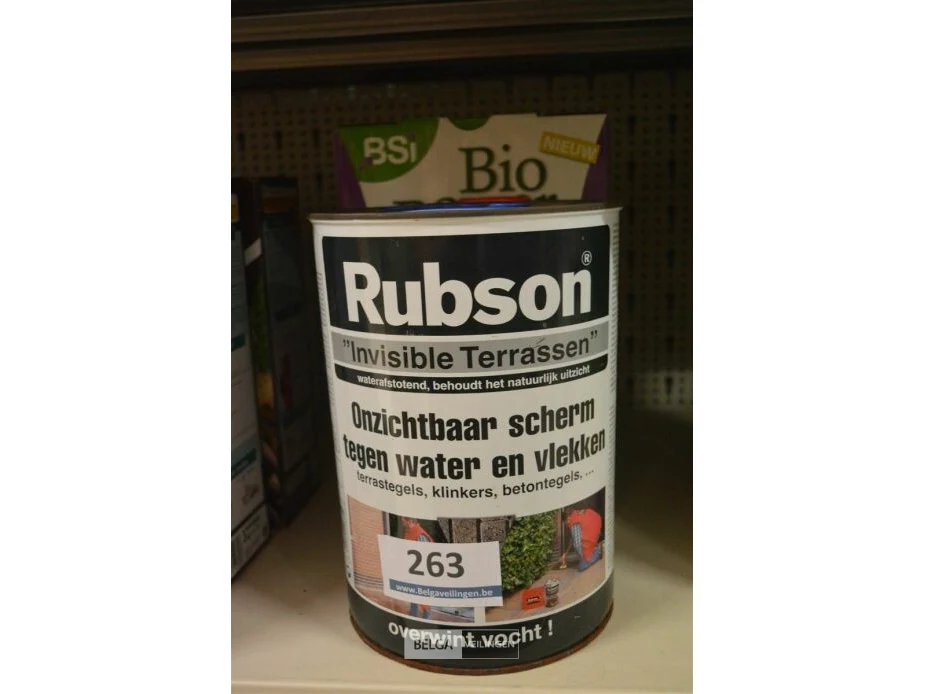 BSi
NIEUW
Bio
Rubson®
"Invisible Terrassen"
waterafstotend, behoudt het natuurlijk uitzicht
Onzichtbaar scherm
tegen water en vlekken
terrastegels, klinkers, betontegels, ...
263
www.Belgaveilingen.be
overwint vocht !
BELGA VEILINGEN